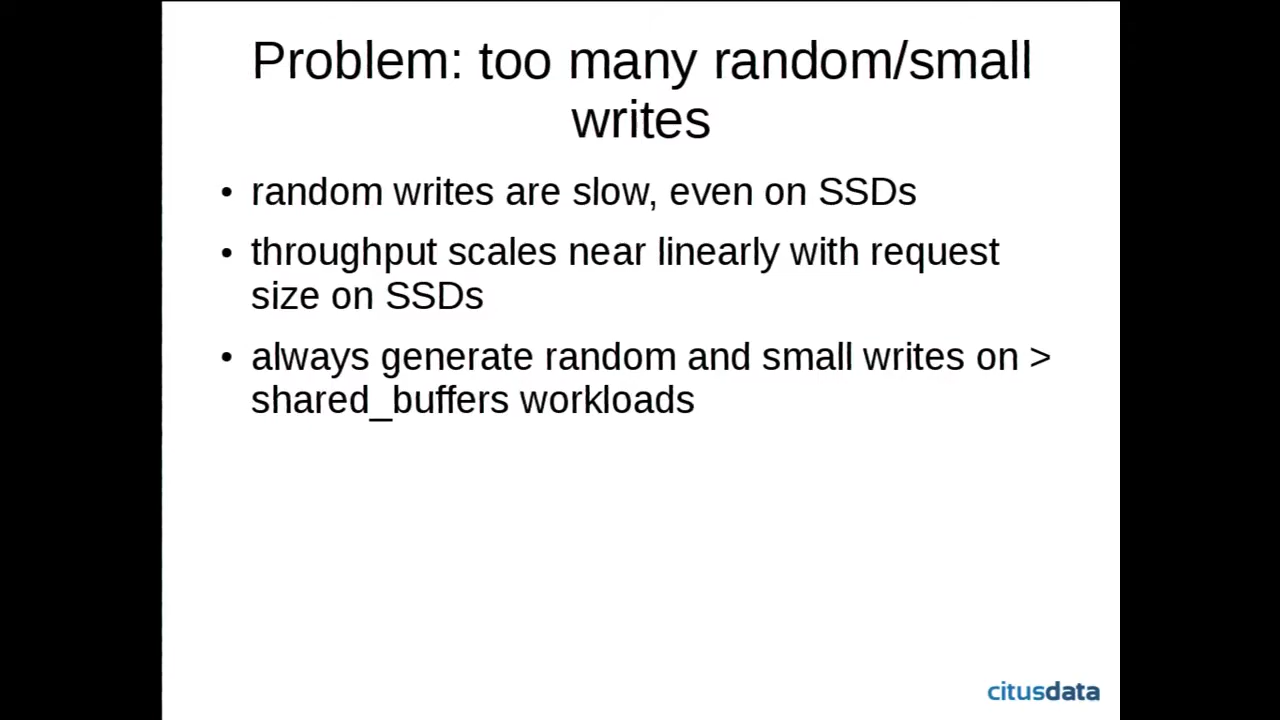 Problem: too many random/small
writes
• random writes are slow, even on SSDs
• throughput scales near linearly with request
size on SSDs
• always generate random and small writes on >
shared_buffers workloads
citusdata